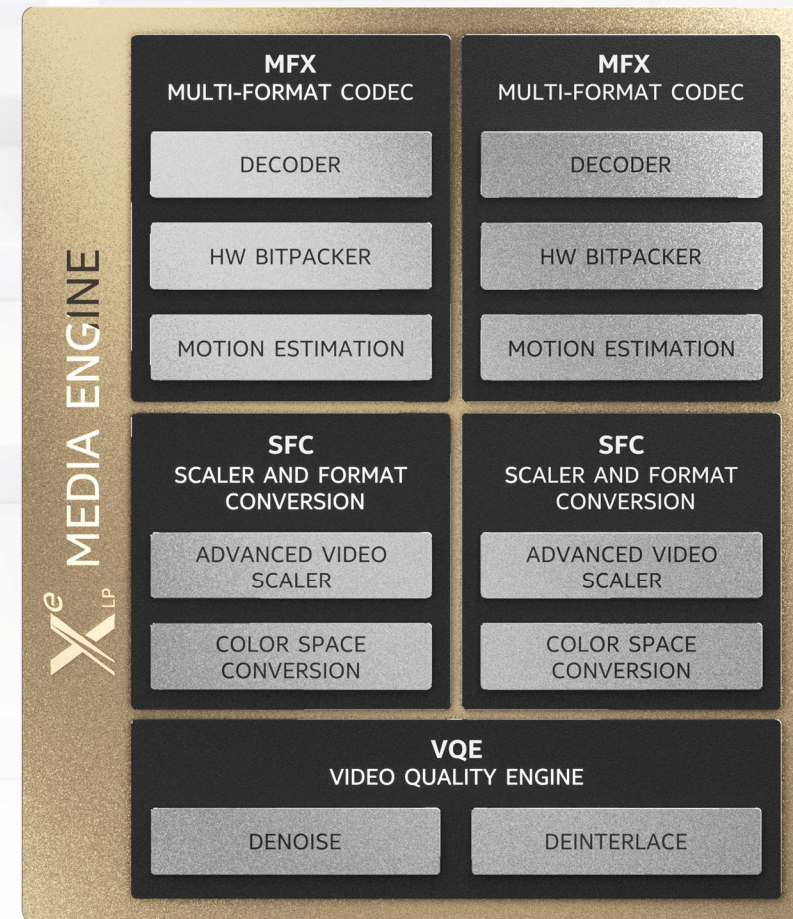 Xe LP MEDIA ENGINE
MFX
MULTI-FORMAT CODEC
DECODER
HW BITPACKER
MOTION ESTIMATION
MFX
MULTI-FORMAT CODEC
DECODER
HW BITPACKER
MOTION ESTIMATION
SFC
SCALER AND FORMAT
CONVERSION
ADVANCED VIDEO
SCALER
COLOR SPACE
CONVERSION
SFC
SCALER AND FORMAT
CONVERSION
ADVANCED VIDEO
SCALER
COLOR SPACE
CONVERSION
VQE
VIDEO QUALITY ENGINE
DENOISE
DEINTERLACE